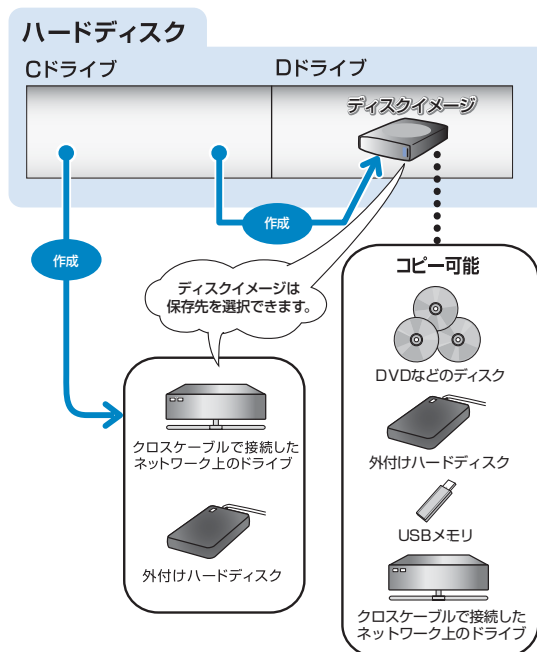 ハードディスク
Cドライブ
Dドライブ
ディスクイメージ
作成
作成
ディスクイメージは
保存先を選択できます。
クロスケーブルで接続した
ネットワーク上のドライブ
外付けハードディスク
コピー可能
DVDなどのディスク
外付けハードディスク
USBメモリ
クロスケーブルで接続した
ネットワーク上のドライブ